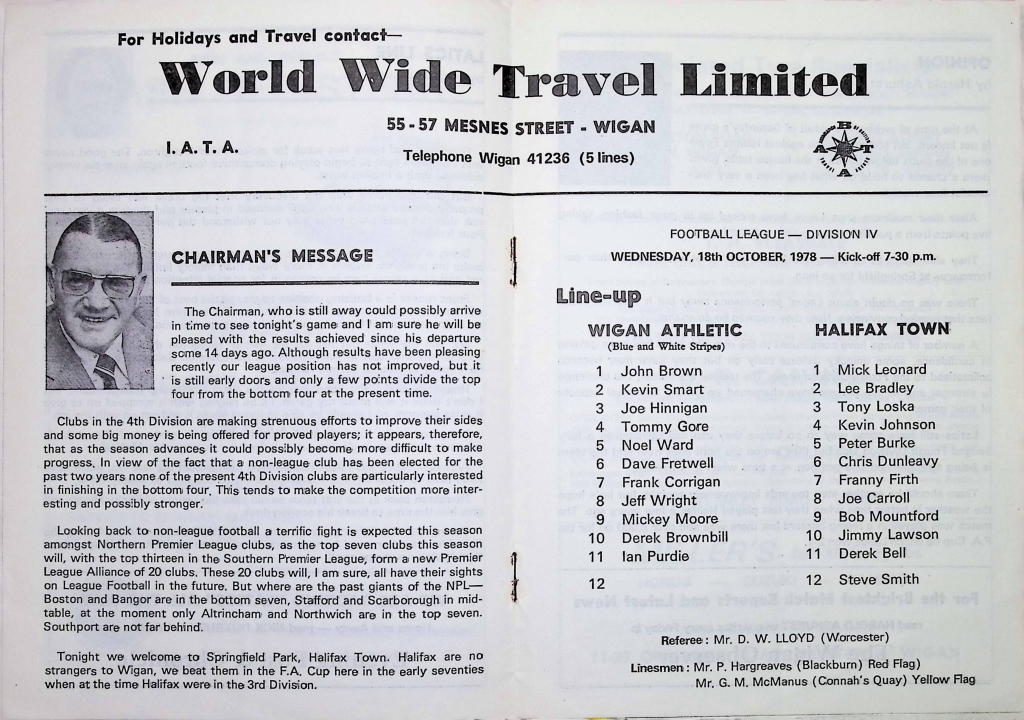 For Holidays and Travel contact—
World Wide Travel Limited
55-57 MESNES STREET - WIGAN
I. A. T. A.
Telephone Wigan 41236 (5 lines)
CHAIRMAN'S MESSAGE
The Chairman, who is still away could possibly arrive
in time to see tonight's game and I am sure he will be
pleased with the results achieved since his departure
some 14 days ago. Although results have been pleasing
recently our league position has not improved, but it
is still early doors and only a few points divide the top
four from the bottom four at the present time.
Clubs in the 4th Division are making strenuous efforts to improve their sides
and some big money is being offered for proved players; it appears, therefore,
that as the season advances it could possibly become more difficult to make
progress. In view of the fact that a non-league club has been elected for the
past two years none of the present 4th Division clubs are particularly interested
in finishing in the bottom four. This tends to make the competition more inter-
esting and possibly stronger.
Looking back to non-league football a terrific fight is expected this season
amongst Northern Premier League clubs, as the top seven clubs this season
will, with the top thirteen in the Southern Premier League, form a new Premier
League Alliance of 20 clubs. These 20 clubs will, I am sure, all have their sights
on League Football in the future. But where are the past giants of the NPL—
Boston and Bangor are in the bottom seven, Stafford and Scarborough in mid-
table, at the moment only Altrincham and Northwich are in the top seven.
Southport are not far behind.
Tonight we welcome to Springfield Park, Halifax Town. Halifax are no
strangers to Wigan, we beat them in the F.A. Cup here in the early seventies
when at the time Halifax were in the 3rd Division.
FOOTBALL LEAGUE — DIVISION IV
WEDNESDAY, 18th OCTOBER, 1978 — Kick-off 7-30 p.m.
Line-up
WIGAN ATHLETIC
(Blue and White Stripes)
1 John Brown
2 Kevin Smart
3 Joe Hinnigan
4 Tommy Gore
5 Noel Ward
6 Dave Fretwell
7 Frank Corrigan
8 Jeff Wright
9 Mickey Moore
10 Derek Brownbill
11 Ian Purdie
12
HALIFAX TOWN
1 Mick Leonard
2 Lee Bradley
3 Tony Loska
4 Kevin Johnson
5 Peter Burke
6 Chris Dunleavy
7 Franny Firth
8 Joe Carroll
9 Bob Mountford
10 Jimmy Lawson
11 Derek Bell
12 Steve Smith
Referee : Mr. D. W. LLOYD (Worcester)
Linesmen : Mr. P. Hargreaves (Blackburn) Red Flag)
Mr. G. M. McManus (Connah's Quay) Yellow Flag